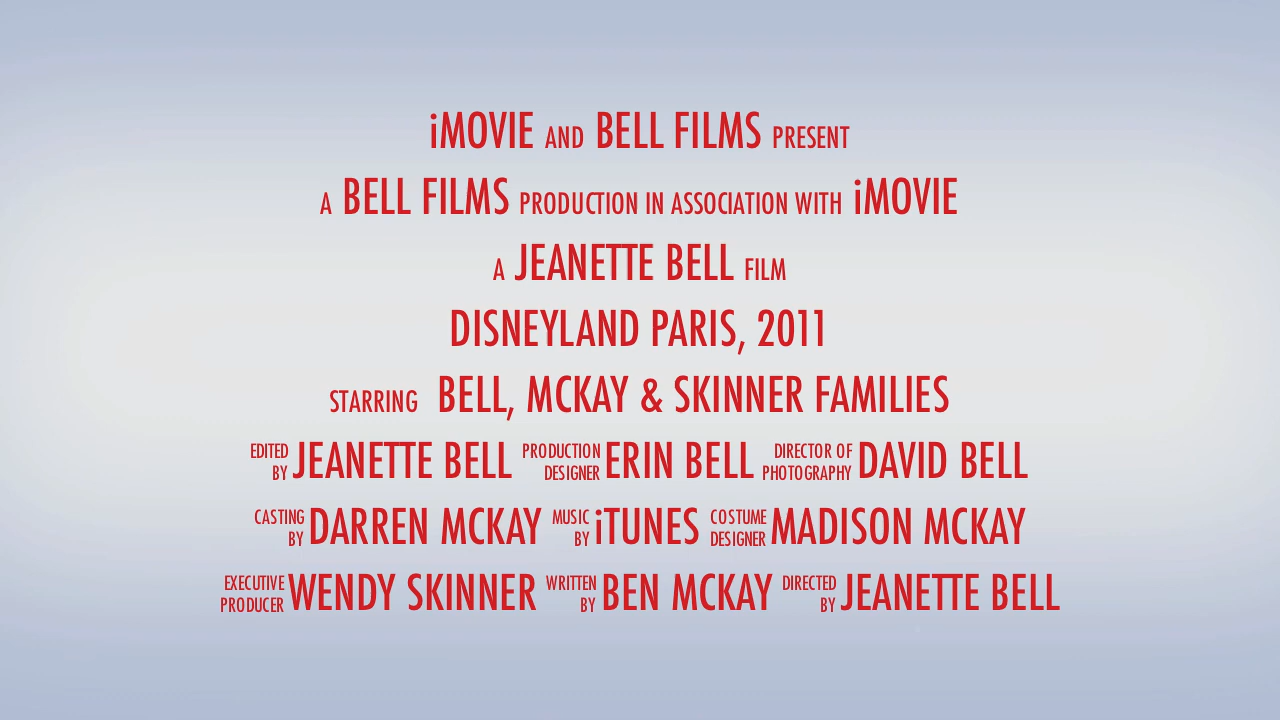 iMOVIE AND BELL FILMS PRESENT
A BELL FILMS PRODUCTION IN ASSOCIATION WITH iMOVIE
A JEANETTE BELL FILM
DISNEYLAND PARIS, 2011
STARRING BELL, MCKAY & SKINNER FAMILIES
EDITED BY JEANETTE BELL PRODUCTION DESIGNER ERIN BELL DIRECTOR OF PHOTOGRAPHY DAVID BELL
CASTING BY DARREN MCKAY MUSIC BY iTUNES COSTUME DESIGNER MADISON MCKAY
EXECUTIVE PRODUCER WENDY SKINNER WRITTEN BY BEN MCKAY DIRECTED BY JEANETTE BELL